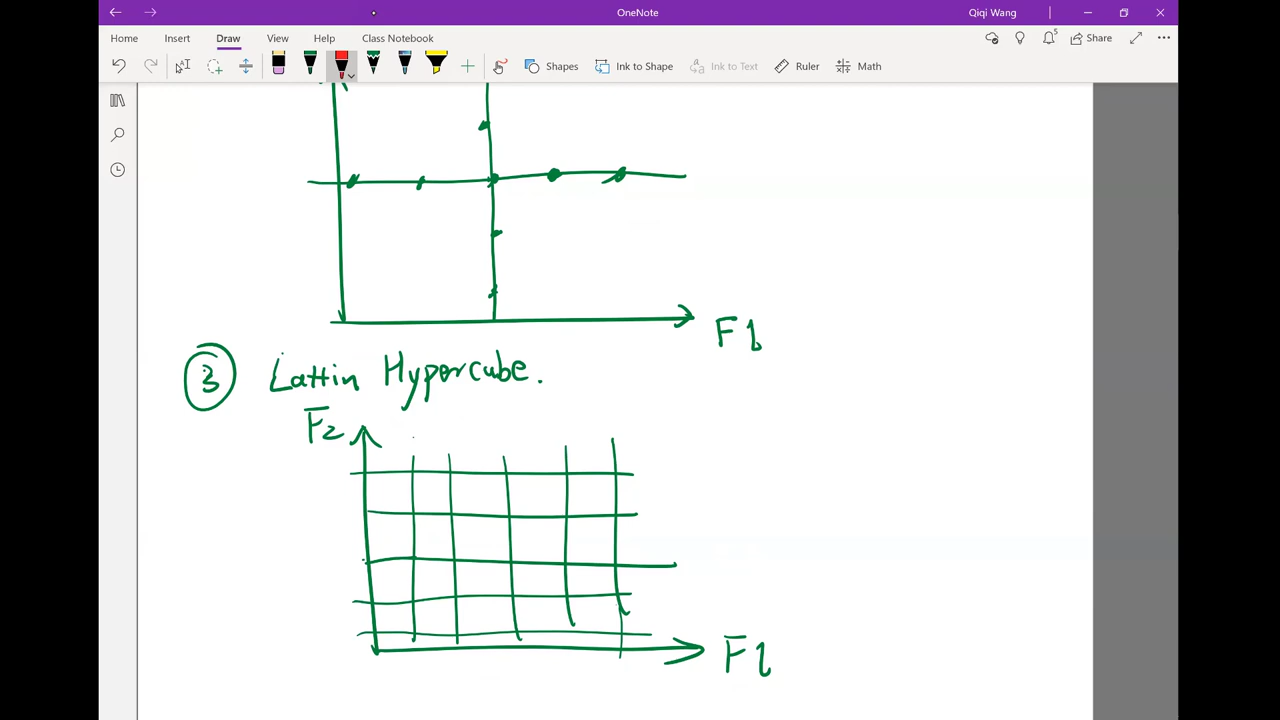 OneNote
Qiqi Wang
Home Insert Draw View Help Class Notebook
Share
Shapes Ink to Shape Ink to Text Ruler Math
F1
3 Lattin Hypercube.
F2
F1